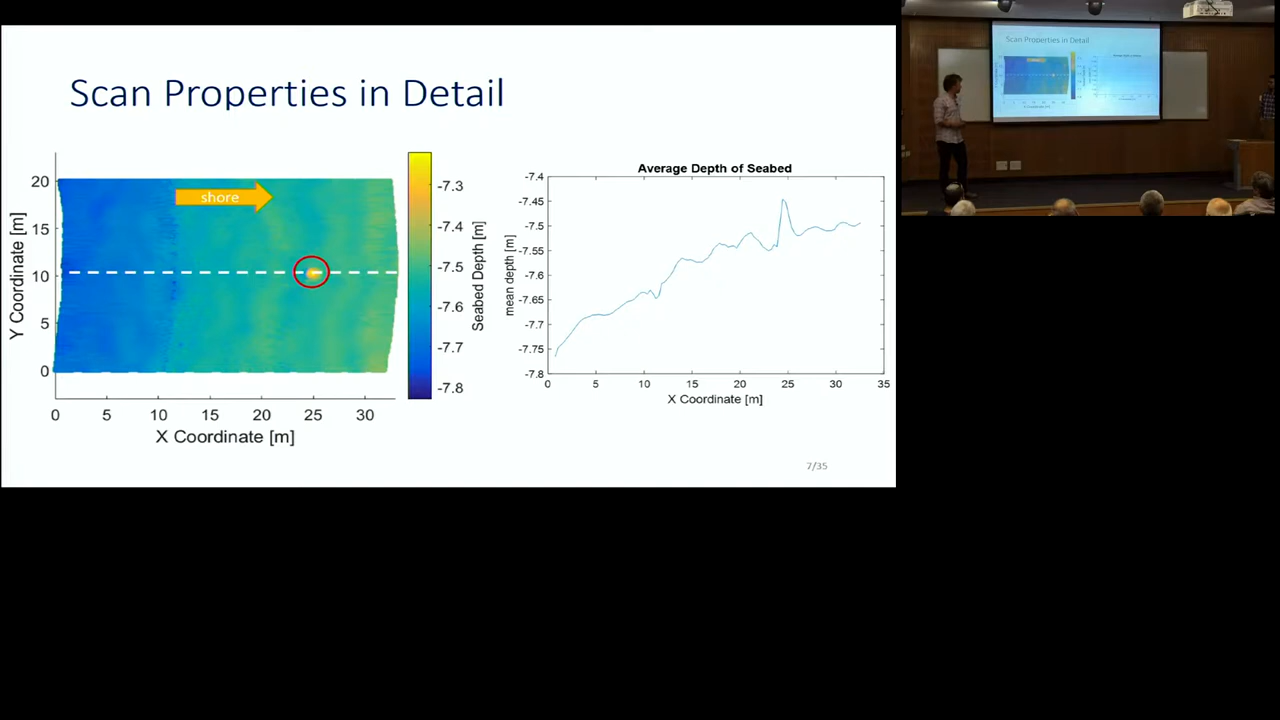 Scan Properties in Detail
20
15
10
5
0
Y Coordinate [m]
shore
0 5 10 15 20 25 30
X Coordinate [m]
-7.3
-7.4
-7.5
-7.6
-7.7
-7.8
Seabed Depth [m]
Average Depth of Seabed
-7.4
-7.45
-7.5
-7.55
-7.6
-7.65
-7.7
-7.75
-7.8
mean depth [m]
0 5 10 15 20 25 30 35
X Coordinate [m]
7/35
Scan Properties in Detail